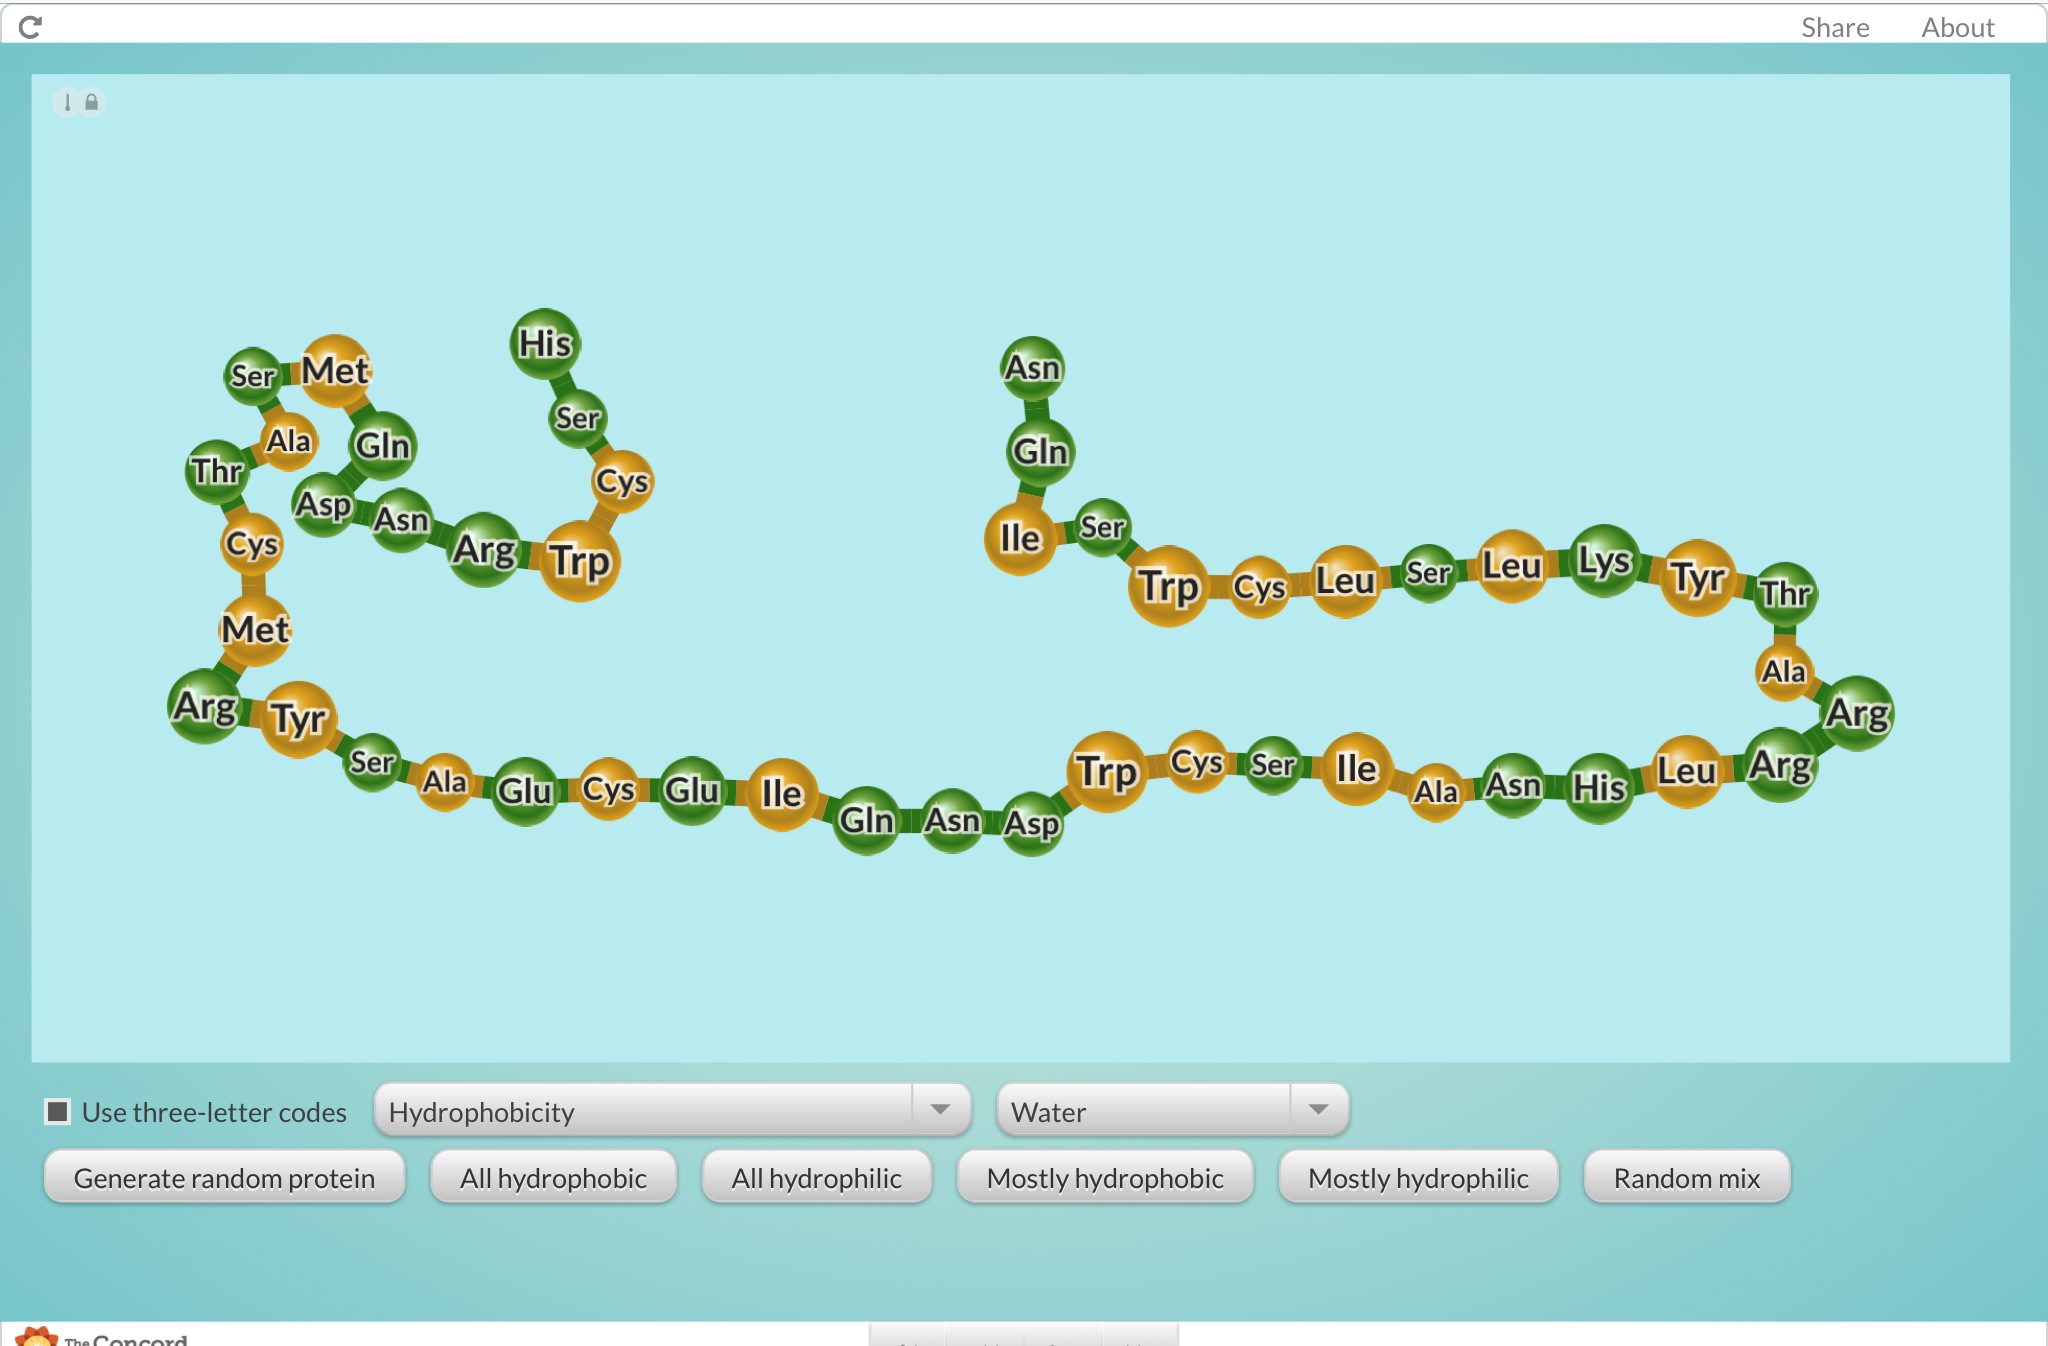 Share About
His
Asn
Ser Met
Ser
Ala Gln Gln
Thr Cys
Asp Asn Ile Ser
Cys Arg Trp Trp Cys Leu Ser Leu Lys Tyr Thr
Met
Ala
Arg Tyr Arg
Ser Trp Cys Ser Ile Leu Arg
Ala Glu Cys Glu Ile Ala Asn His
Gln Asn Asp
Use three-letter codes Hydrophobicity Water
Generate random protein All hydrophobic All hydrophilic Mostly hydrophobic Mostly hydrophilic Random mix
The Concord